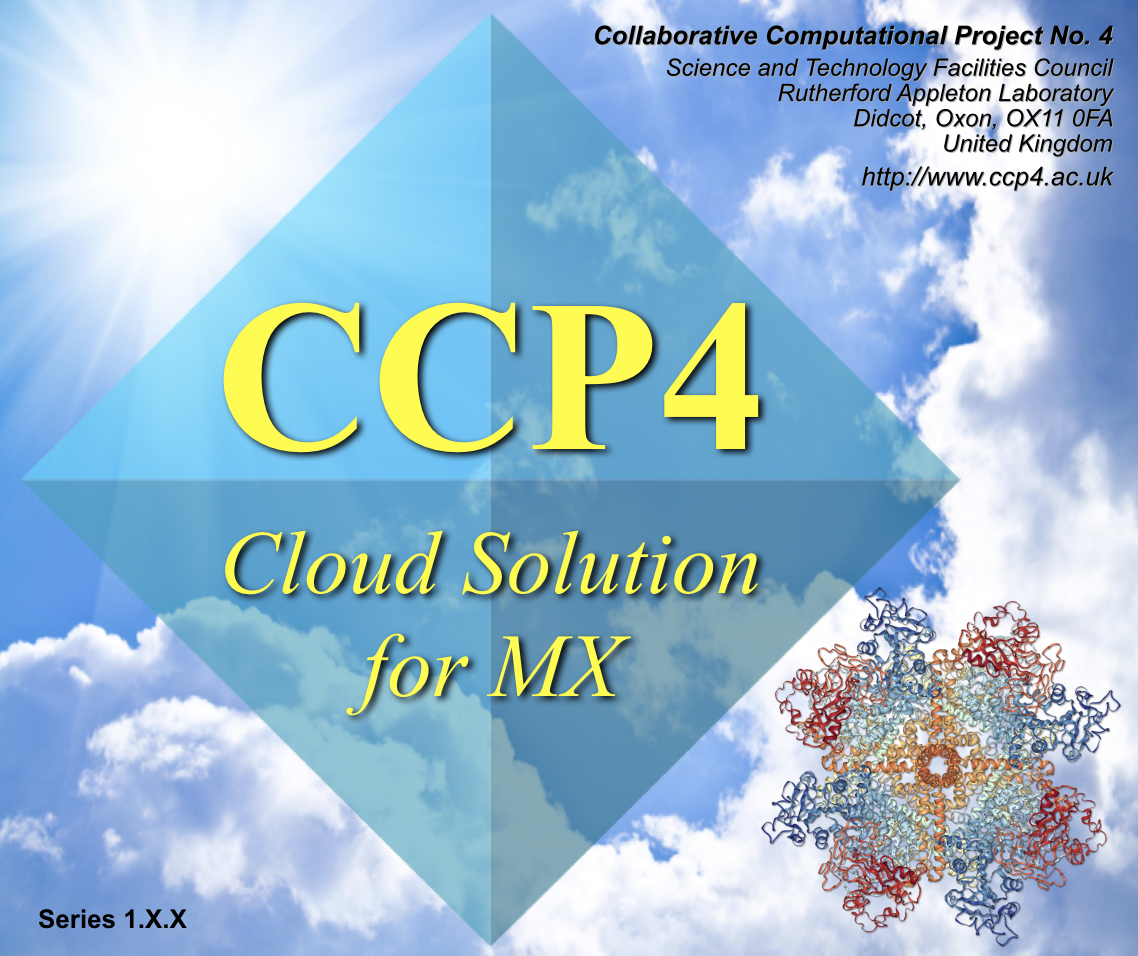 Collaborative Computational Project No. 4
Science and Technology Facilities Council
Rutherford Appleton Laboratory
Didcot, Oxon, OX11 0FA
United Kingdom
http://www.ccp4.ac.uk
CCP4
Cloud Solution
for MX
Series 1.X.X